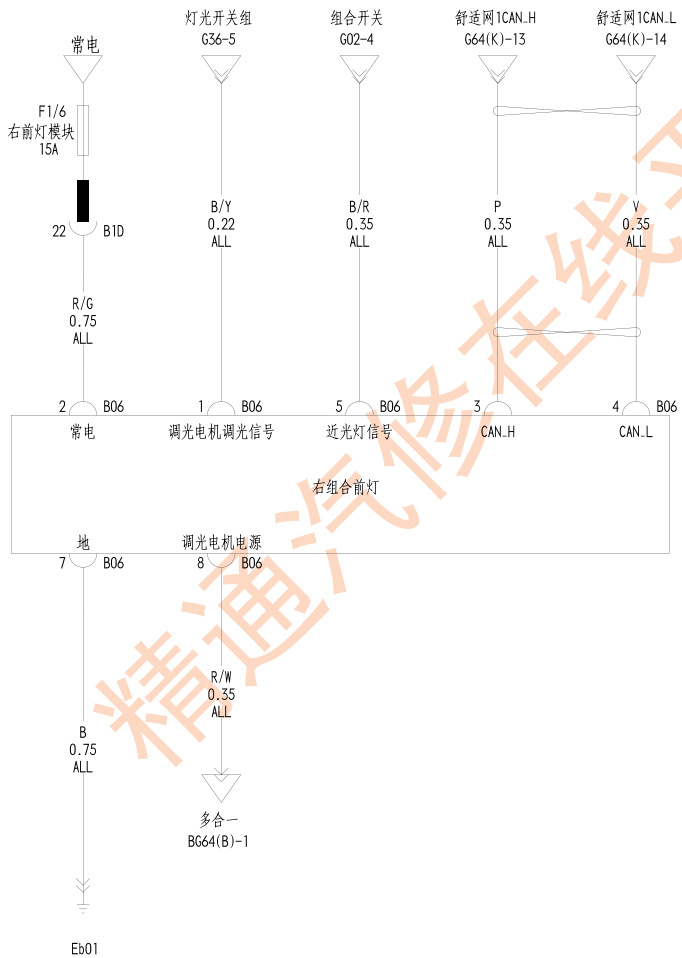 常电
灯光开关组
G36-5
组合开关
G02-4
舒适网1CAN_H
G64(K)-13
舒适网1CAN_L
G64(K)-14
F1/6
右前灯模块
15A
22 B1D
R/G
0.75
ALL
B/Y
0.22
ALL
B/R
0.35
ALL
P
0.35
ALL
V
0.35
ALL
2 B06
1 B06
5 B06
3
4 B06
常电
调光电机调光信号
近光灯信号
CAN_H
CAN_L
右组合前灯
地
调光电机电源
7 B06
8 B06
B
0.75
ALL
R/W
0.35
ALL
多合一
BG64(B)-1
Eb01
精通汽修在线